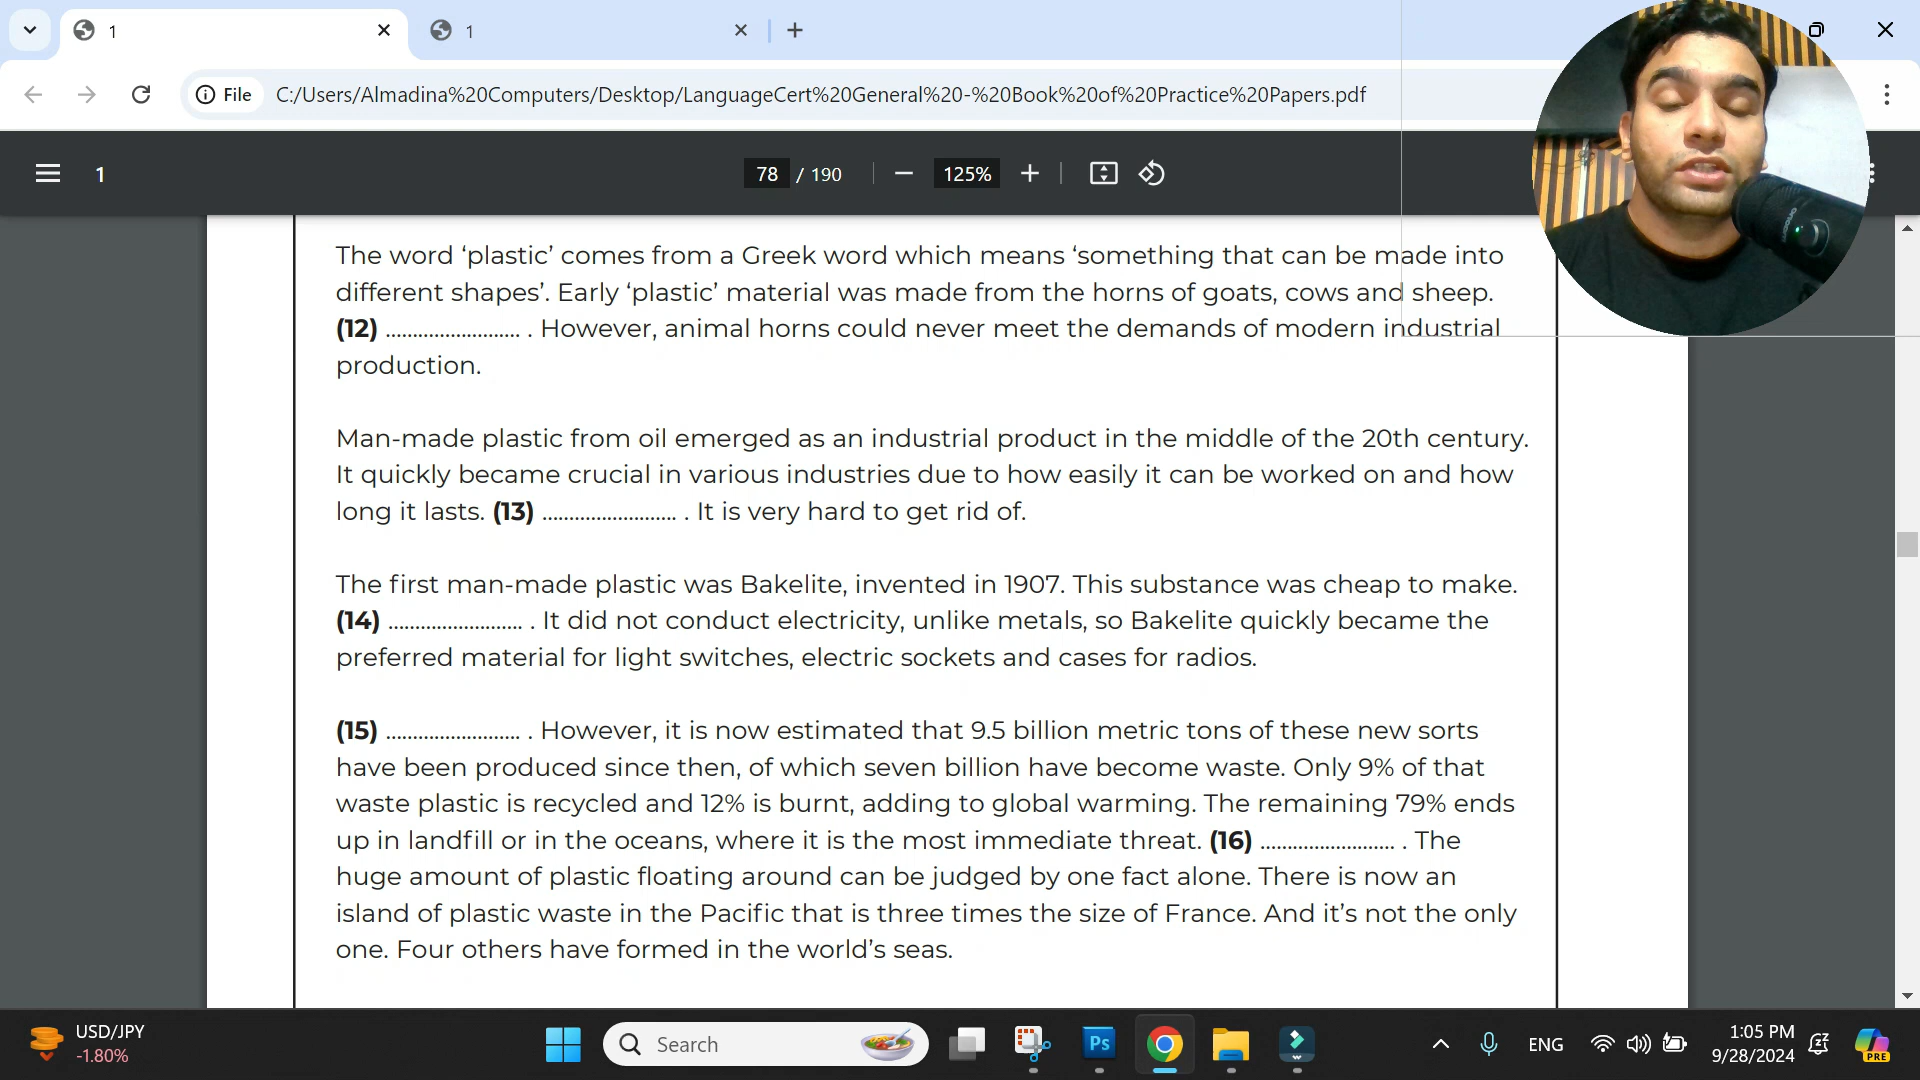 1
1
File
C:/Users/Almadina%20Computers/Desktop/LanguageCert%20General%20-%20Book%20of%20Practice%20Papers.pdf
1
78 / 190
125%
The word ‘plastic’ comes from a Greek word which means ‘something that can be made into
different shapes’. Early ‘plastic’ material was made from the horns of goats, cows and sheep.
(12) ......................... . However, animal horns could never meet the demands of modern industrial
production.
Man-made plastic from oil emerged as an industrial product in the middle of the 20th century.
It quickly became crucial in various industries due to how easily it can be worked on and how
long it lasts. (13) ......................... . It is very hard to get rid of.
The first man-made plastic was Bakelite, invented in 1907. This substance was cheap to make.
(14) ......................... . It did not conduct electricity, unlike metals, so Bakelite quickly became the
preferred material for light switches, electric sockets and cases for radios.
(15) ......................... . However, it is now estimated that 9.5 billion metric tons of these new sorts
have been produced since then, of which seven billion have become waste. Only 9% of that
waste plastic is recycled and 12% is burnt, adding to global warming. The remaining 79% ends
up in landfill or in the oceans, where it is the most immediate threat. (16) ......................... . The
huge amount of plastic floating around can be judged by one fact alone. There is now an
island of plastic waste in the Pacific that is three times the size of France. And it’s not the only
one. Four others have formed in the world’s seas.
USD/JPY
-1.80%
Search
Ps
ENG
1:05 PM
9/28/2024
PRE